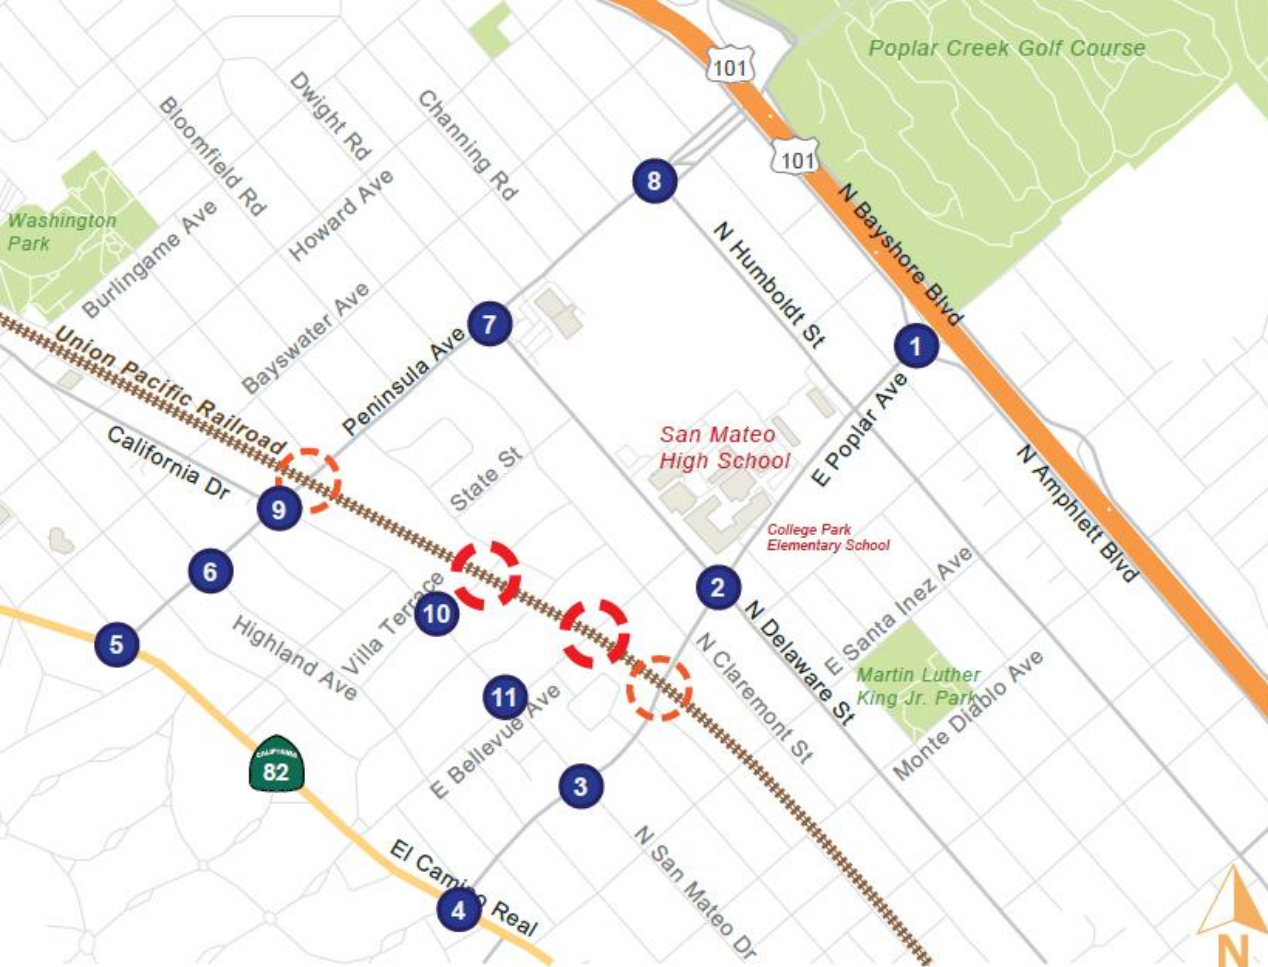 Poplar Creek Golf Course
101
Dwight Rd
Channing Rd
Bloomfield Rd
101
8
Howard Ave
N Bayshore Blvd
Washington
Park
Burlingame Ave
N Humboldt St
Bayswater Ave
7
1
Union Pacific Railroad
Peninsula Ave
E Poplar Ave
San Mateo
High School
California Dr
State St
9
N Amphlett Blvd
College Park
Elementary School
6
2
Villa Terrace
10
E Santa Inez Ave
5
Highland Ave
N Delaware St
N Claremont St
Martin Luther
King Jr. Park
11
Monte Diablo Ave
E Bellevue Ave
CALIFORNIA
82
3
El Camino Real
N San Mateo Dr
4
N